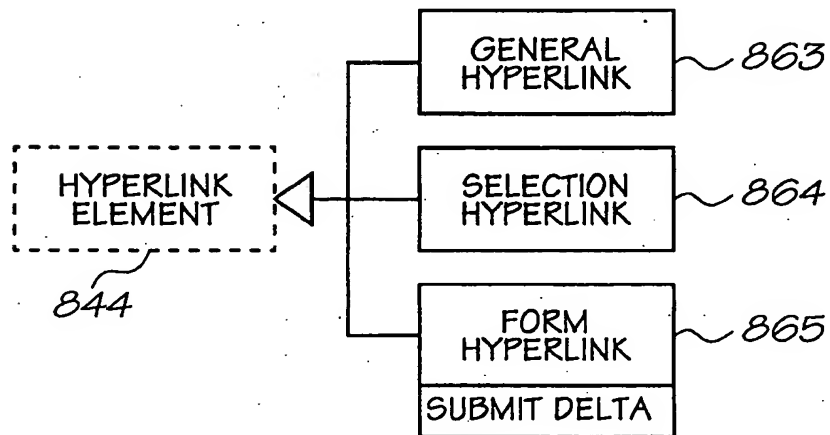 GENERAL
HYPERLINK
863
HYPERLINK
ELEMENT
844
SELECTION
HYPERLINK
864
FORM
HYPERLINK
865
SUBMIT DELTA